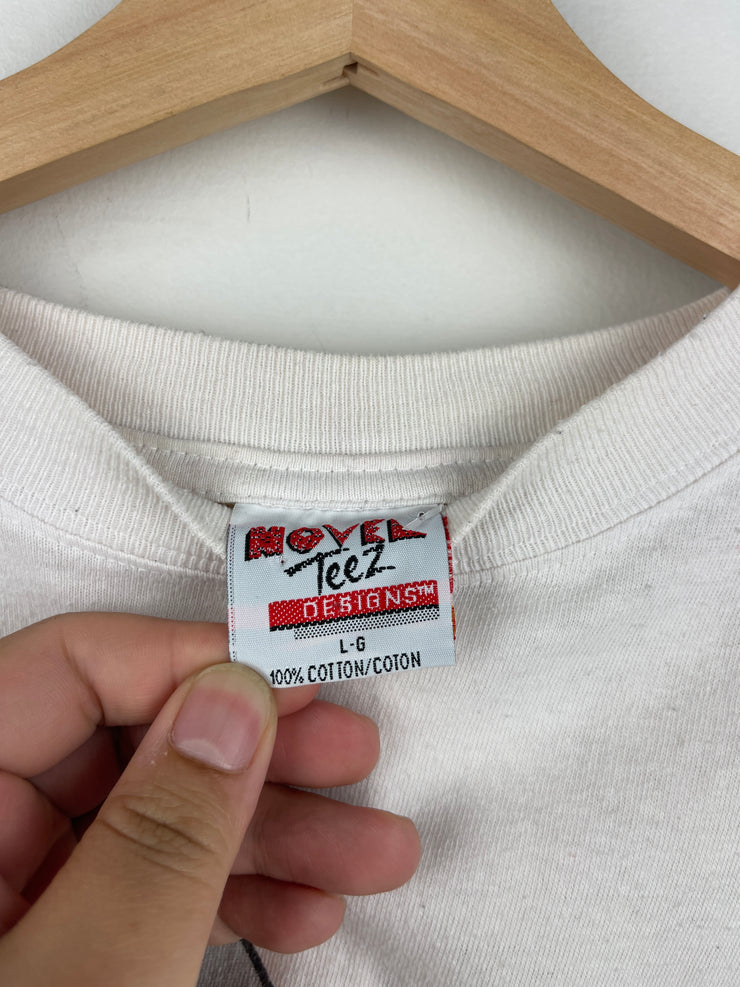 NOVEL
Teez
DESIGNS™
L-G
100% COTTON/COTON